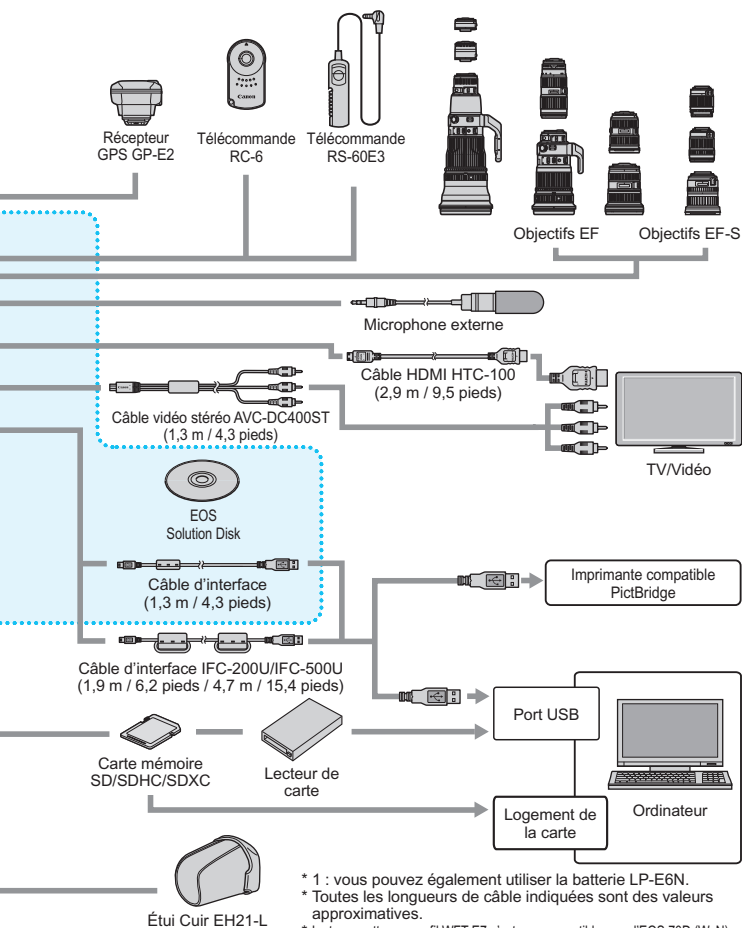 Canon
Récepteur
GPS GP-E2
Télécommande
RC-6
Télécommande
RS-60E3
Objectifs EF
Objectifs EF-S
Microphone externe
Câble HDMI HTC-100
(2,9 m / 9,5 pieds)
Câble vidéo stéréo AVC-DC400ST
(1,3 m / 4,3 pieds)
TV/Vidéo
EOS
Solution Disk
Câble d'interface
(1,3 m / 4,3 pieds)
Imprimante compatible
PictBridge
Câble d'interface IFC-200U/IFC-500U
(1,9 m / 6,2 pieds / 4,7 m / 15,4 pieds)
Port USB
Carte mémoire
SD/SDHC/SDXC
Lecteur de
carte
Logement de
la carte
Ordinateur
Étui Cuir EH21-L
* 1 : vous pouvez également utiliser la batterie LP-E6N.
* Toutes les longueurs de câble indiquées sont des valeurs
approximatives.